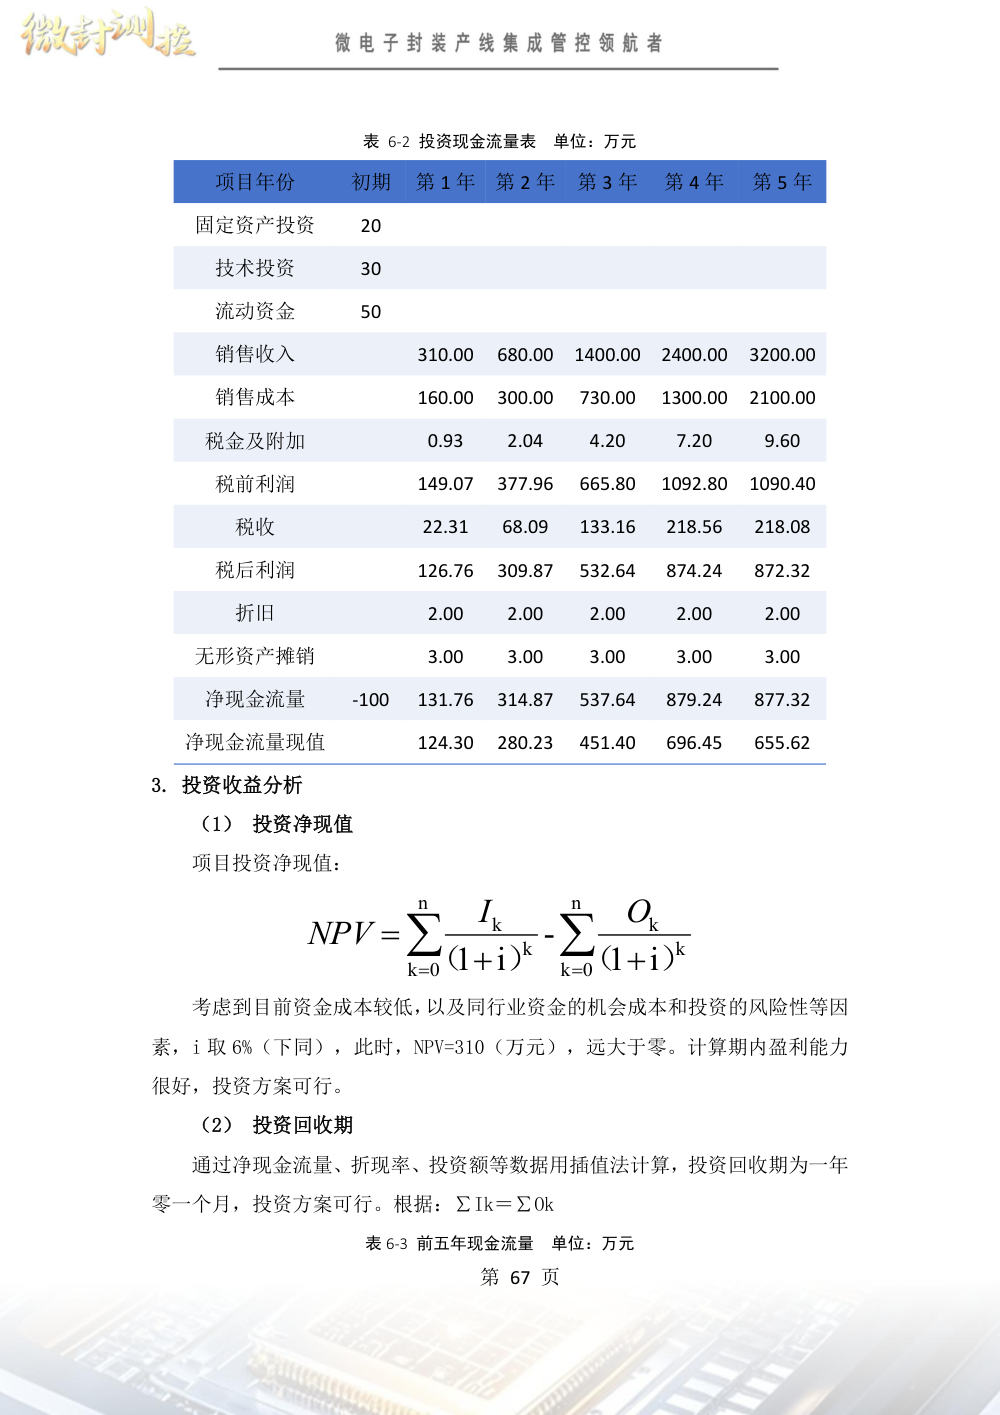 微封测控
微电子封装产线集成管控领航者
表 6-2 投资现金流量表 单位：万元
项目年份 初期 第 1 年 第 2 年 第 3 年 第 4 年 第 5 年
固定资产投资 20
技术投资 30
流动资金 50
销售收入 310.00 680.00 1400.00 2400.00 3200.00
销售成本 160.00 300.00 730.00 1300.00 2100.00
税金及附加 0.93 2.04 4.20 7.20 9.60
税前利润 149.07 377.96 665.80 1092.80 1090.40
税收 22.31 68.09 133.16 218.56 218.08
税后利润 126.76 309.87 532.64 874.24 872.32
折旧 2.00 2.00 2.00 2.00 2.00
无形资产摊销 3.00 3.00 3.00 3.00 3.00
净现金流量 -100 131.76 314.87 537.64 879.24 877.32
净现金流量现值 124.30 280.23 451.40 696.45 655.62
3. 投资收益分析
（1） 投资净现值
项目投资净现值：
NPV = ∑_{k=0}^{n} I_k/(1+i)^k - ∑_{k=0}^{n} O_k/(1+i)^k
考虑到目前资金成本较低，以及同行业资金的机会成本和投资的风险性等因
素，i 取 6%（下同），此时，NPV=310（万元），远大于零。计算期内盈利能力
很好，投资方案可行。
（2） 投资回收期
通过净现金流量、折现率、投资额等数据用插值法计算，投资回收期为一年
零一个月，投资方案可行。根据：∑Ik＝∑Ok
表 6-3 前五年现金流量 单位：万元
第 67 页